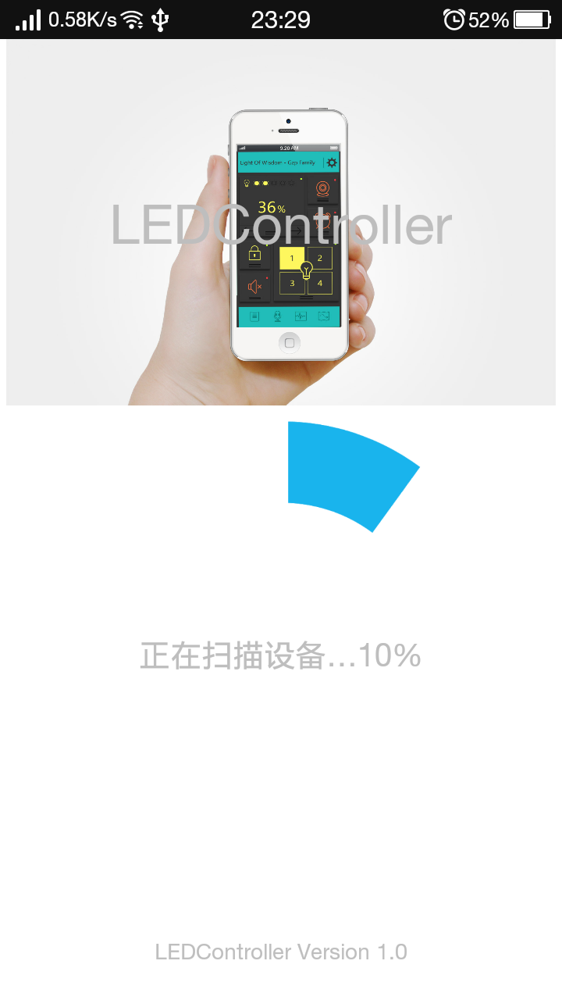 0.58K/s 23:29 52%
9:20 AM
Light Of Wisdom - Gzp Family
36%
LEDController
1 2
3 4
正在扫描设备...10%
LEDController Version 1.0